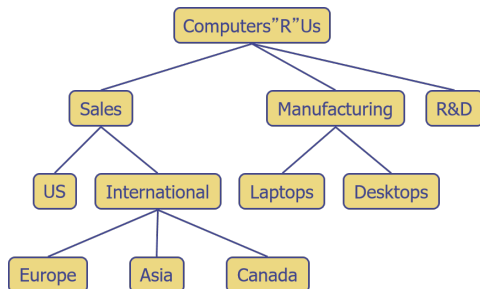 Computers”R”Us
Sales
Manufacturing
R&D
US
International
Laptops
Desktops
Europe
Asia
Canada